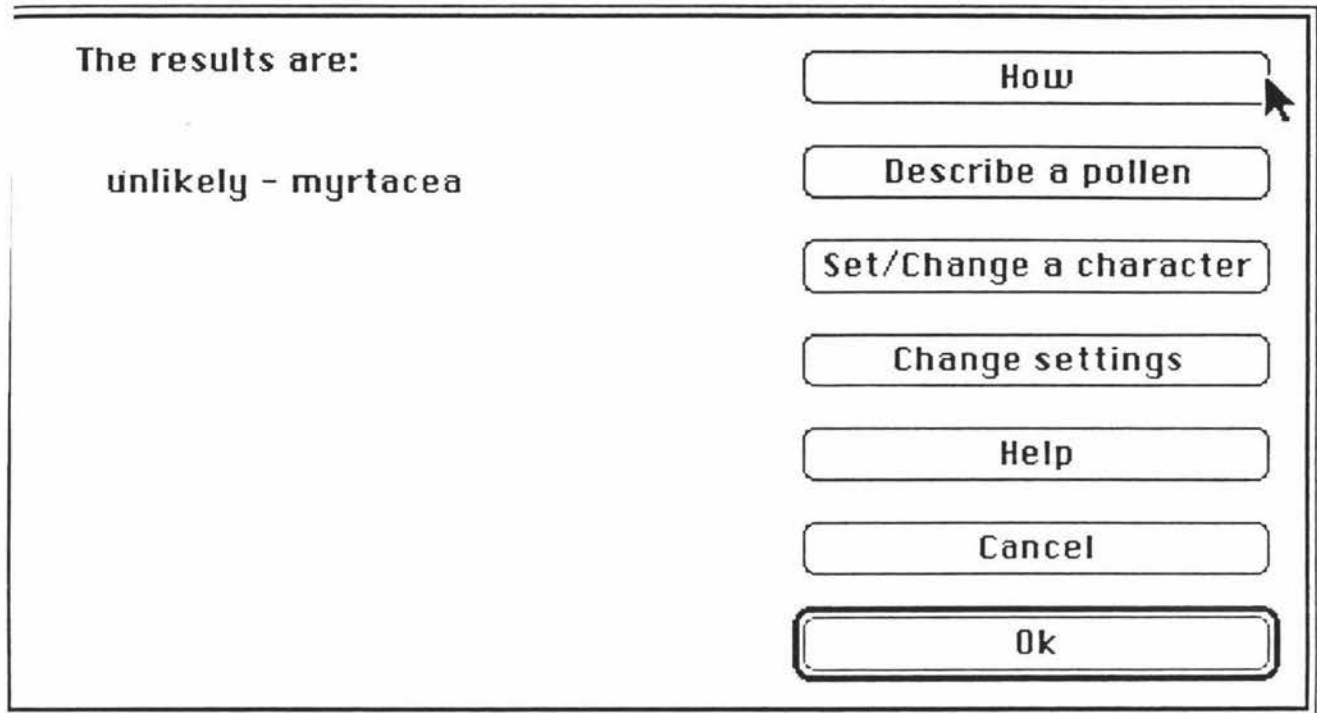 The results are:
unlikely - myrtacea
How
Describe a pollen
Set/Change a character
Change settings
Help
Cancel
Ok